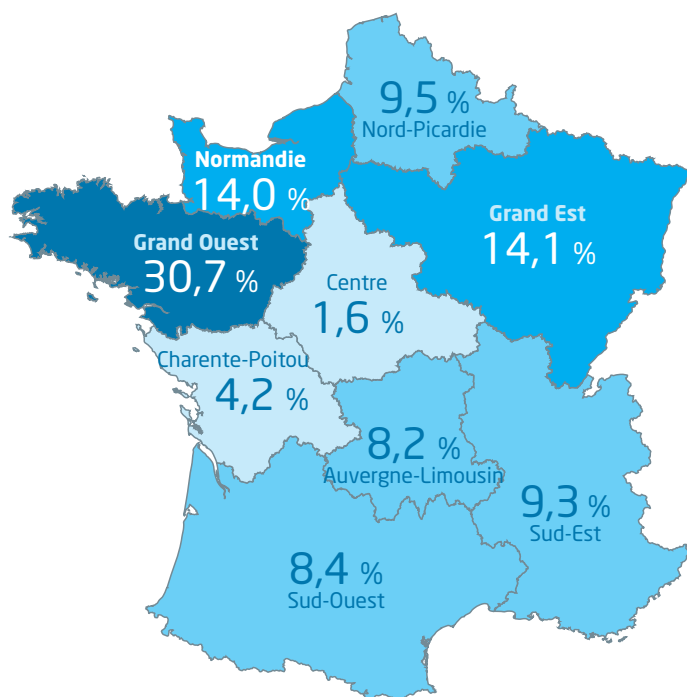 9,5 %
Nord-Picardie
Normandie
14,0 %
Grand Est
14,1 %
Grand Ouest
30,7 %
Centre
1,6 %
Charente-Poitou
4,2 %
8,2 %
Auvergne-Limousin
9,3 %
Sud-Est
8,4 %
Sud-Ouest